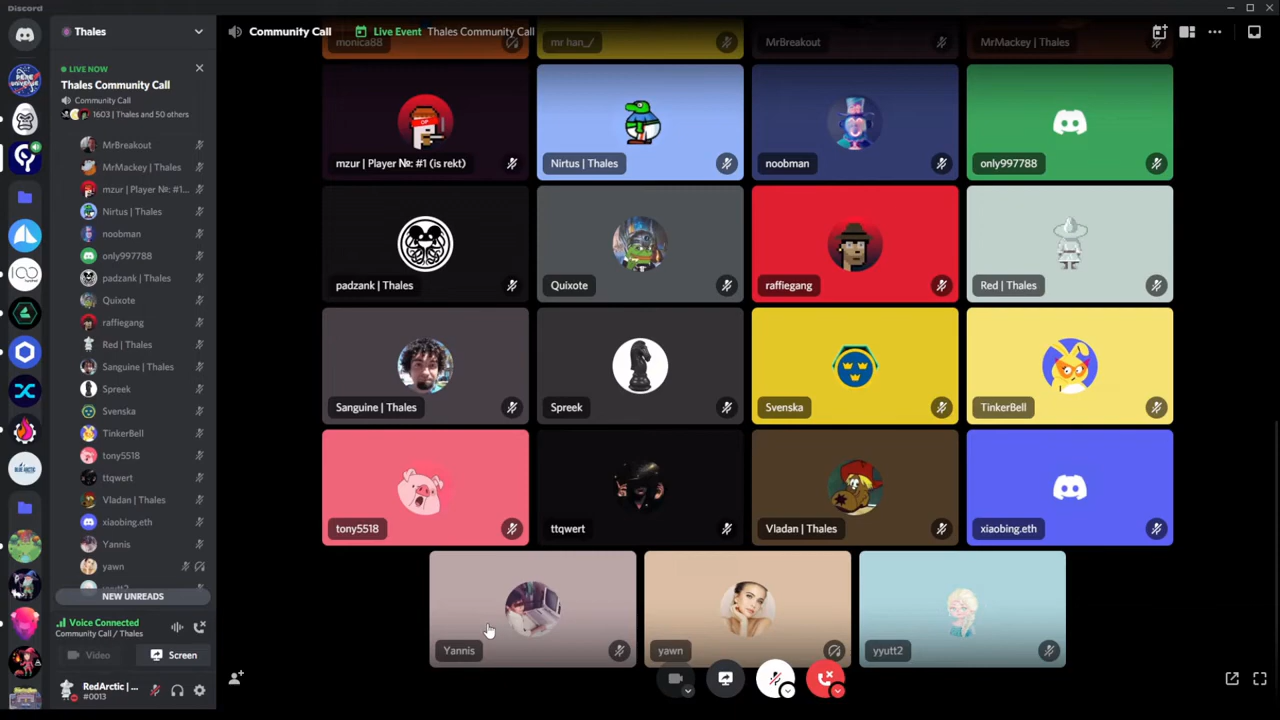 Discord
Thales
LIVE NOW
Thales Community Call
Community Call
1603 | Thales and 50 others
MrBreakout
MrMackey | Thales
mzur | Player №: #1...
Nirtus | Thales
noobman
only997788
padzank | Thales
Quixote
raffiegang
Red | Thales
Sanguine | Thales
Spreek
Svenska
TinkerBell
tony5518
ttqwert
Vladan | Thales
xiaobing.eth
Yannis
yawn
yyutt2
NEW UNREADS
Voice Connected
Community Call / Thales
Video
Screen
RedArctic | ...
#0013
Community Call
Live Event
Thales Community Call
monica88
mr han_/
MrBreakout
MrMackey | Thales
mzur | Player №: #1 (is rekt)
Nirtus | Thales
noobman
only997788
padzank | Thales
Quixote
raffiegang
Red | Thales
Sanguine | Thales
Spreek
Svenska
TinkerBell
tony5518
ttqwert
Vladan | Thales
xiaobing.eth
Yannis
yawn
yyutt2